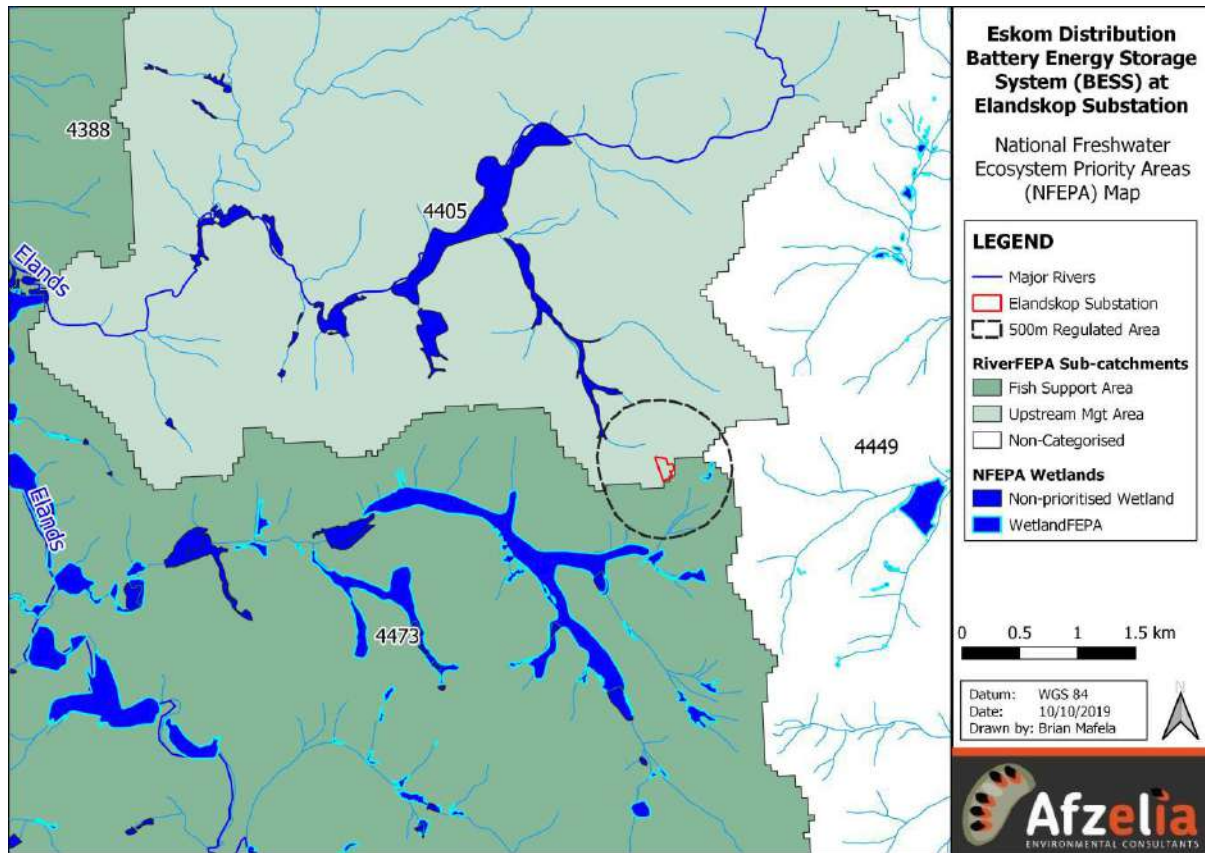 Eskom Distribution
Battery Energy Storage
System (BESS) at
Elandskop Substation
National Freshwater
Ecosystem Priority Areas
(NFEPA) Map
LEGEND
Major Rivers
Elandskop Substation
500m Regulated Area
RiverFEPA Sub-catchments
Fish Support Area
Upstream Mgt Area
Non-Categorised
NFEPA Wetlands
Non-prioritised Wetland
WetlandFEPA
0 0.5 1 1.5 km
Datum: WGS 84
Date: 10/10/2019
Drawn by: Brian Mafela
N
Afzelia
ENVIRONMENTAL CONSULTANTS
4388
4405
Elands
4449
Elands
4473